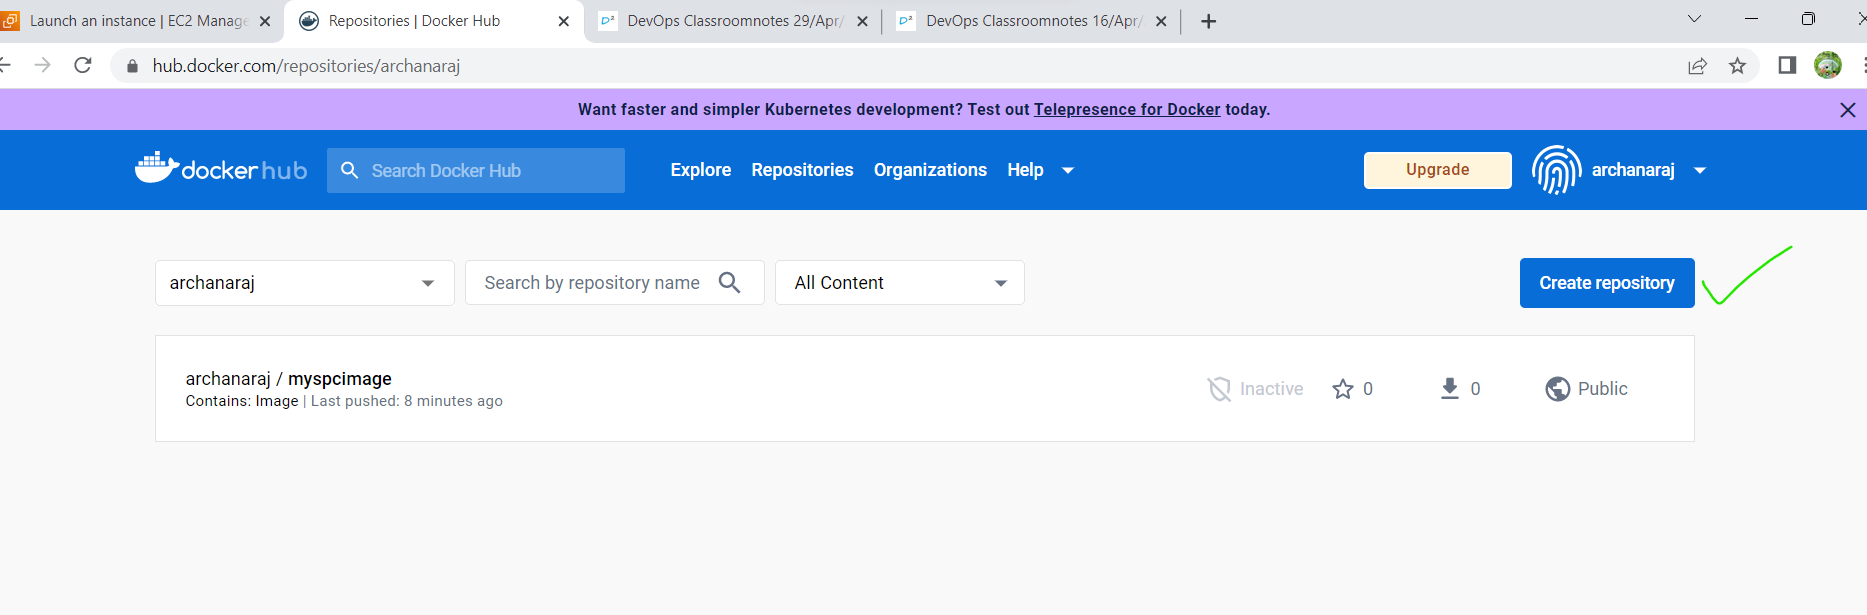 Launch an instance | EC2 Manage
Repositories | Docker Hub
DevOps Classroomnotes 29/Apr/
DevOps Classroomnotes 16/Apr/
hub.docker.com/repositories/archanaraj
Want faster and simpler Kubernetes development? Test out Telepresence for Docker today.
docker hub
Search Docker Hub
Explore
Repositories
Organizations
Help
Upgrade
archanaraj
archanaraj
Search by repository name
All Content
Create repository
archanaraj / myspcimage
Inactive
0
0
Public
Contains: Image | Last pushed: 8 minutes ago